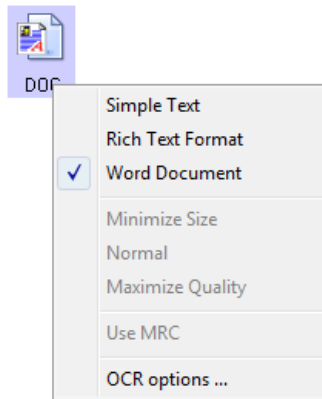 DOC
Simple Text
Rich Text Format
Word Document
Minimize Size
Normal
Maximize Quality
Use MRC
OCR options ...